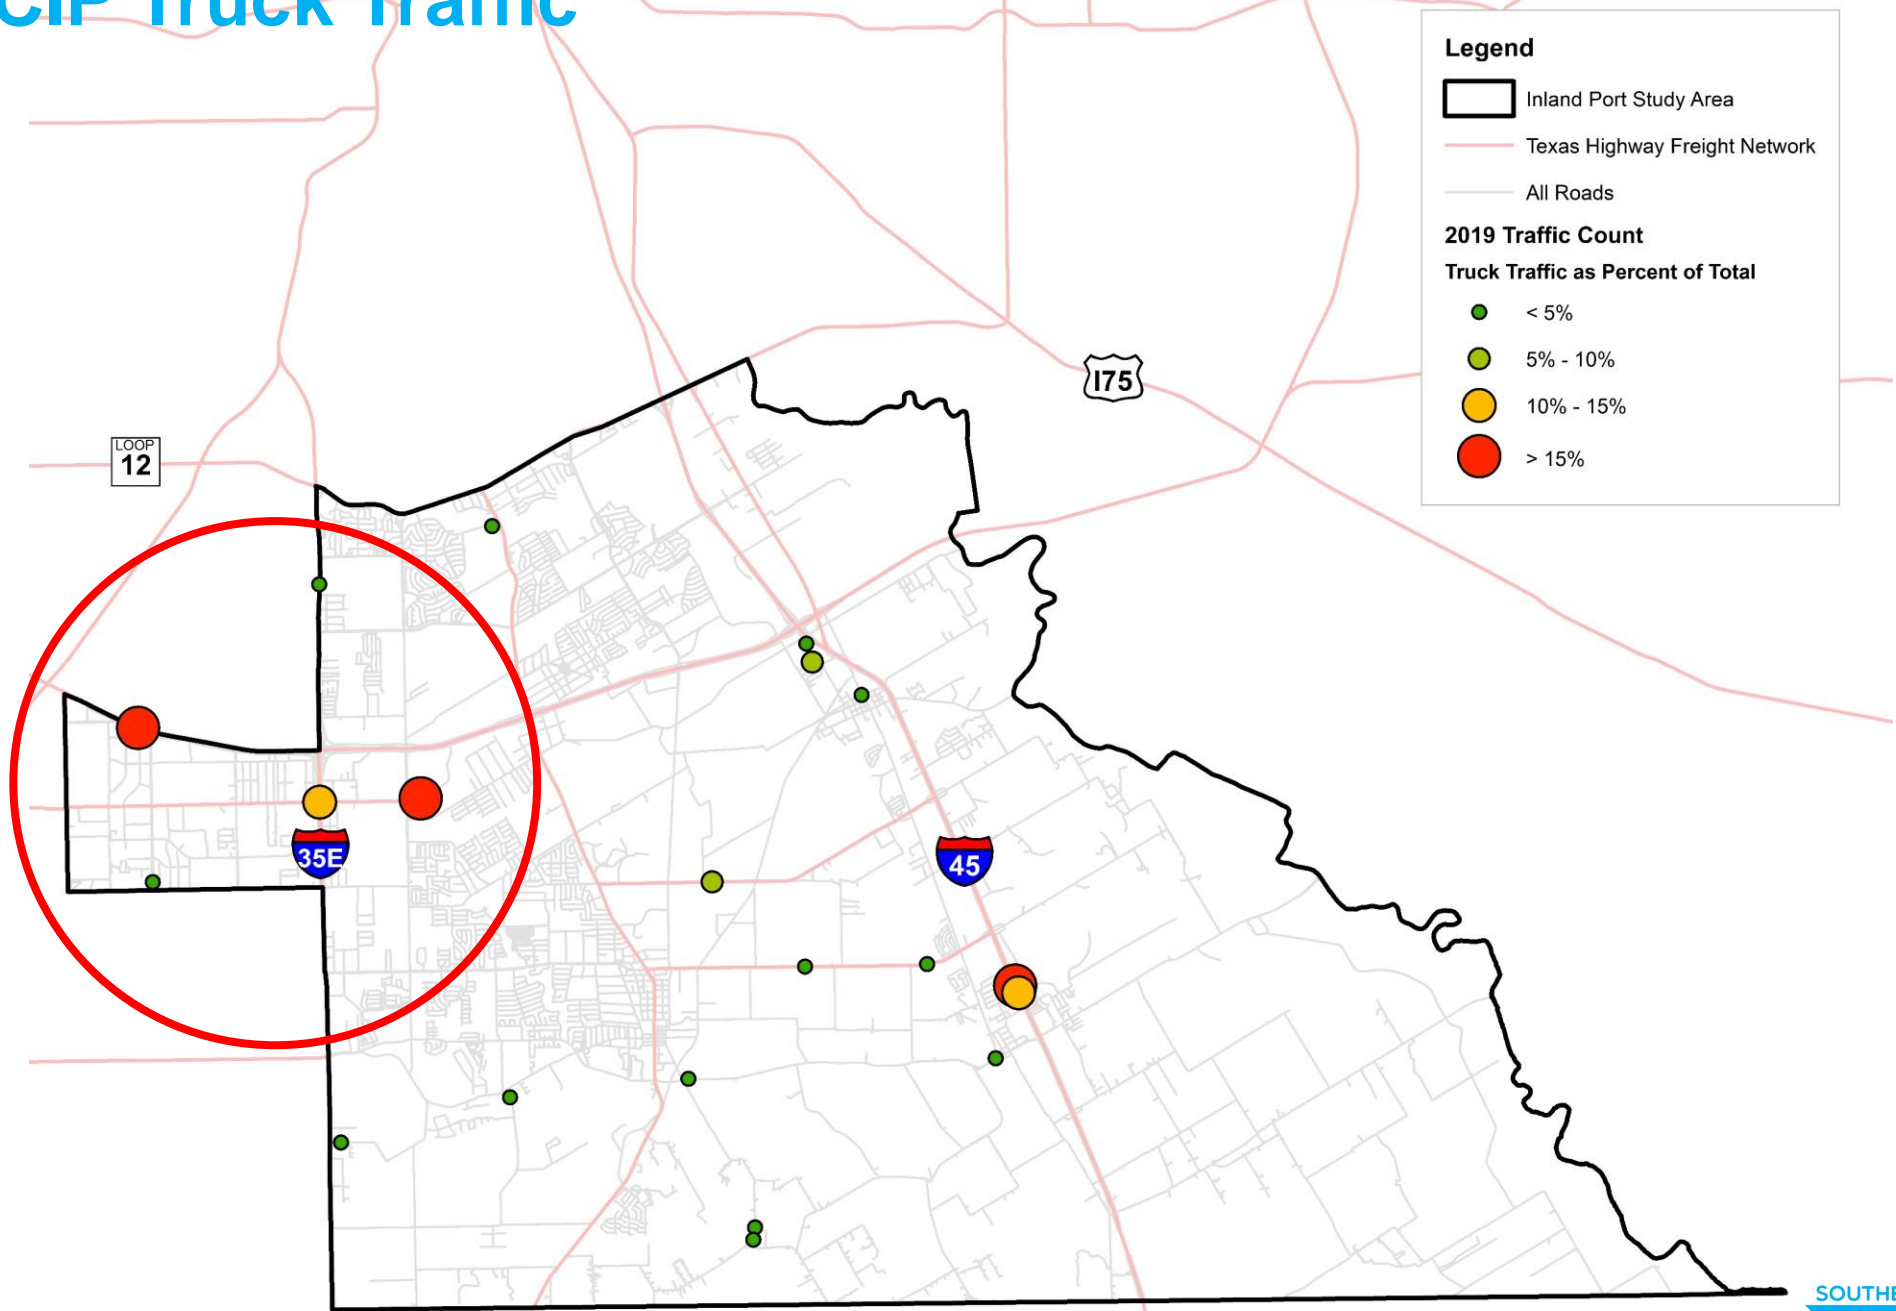 CIP Truck Traffic
Legend
Inland Port Study Area
Texas Highway Freight Network
All Roads
2019 Traffic Count
Truck Traffic as Percent of Total
< 5%
5% - 10%
10% - 15%
> 15%
I75
LOOP
12
35E
45
SOUTHE